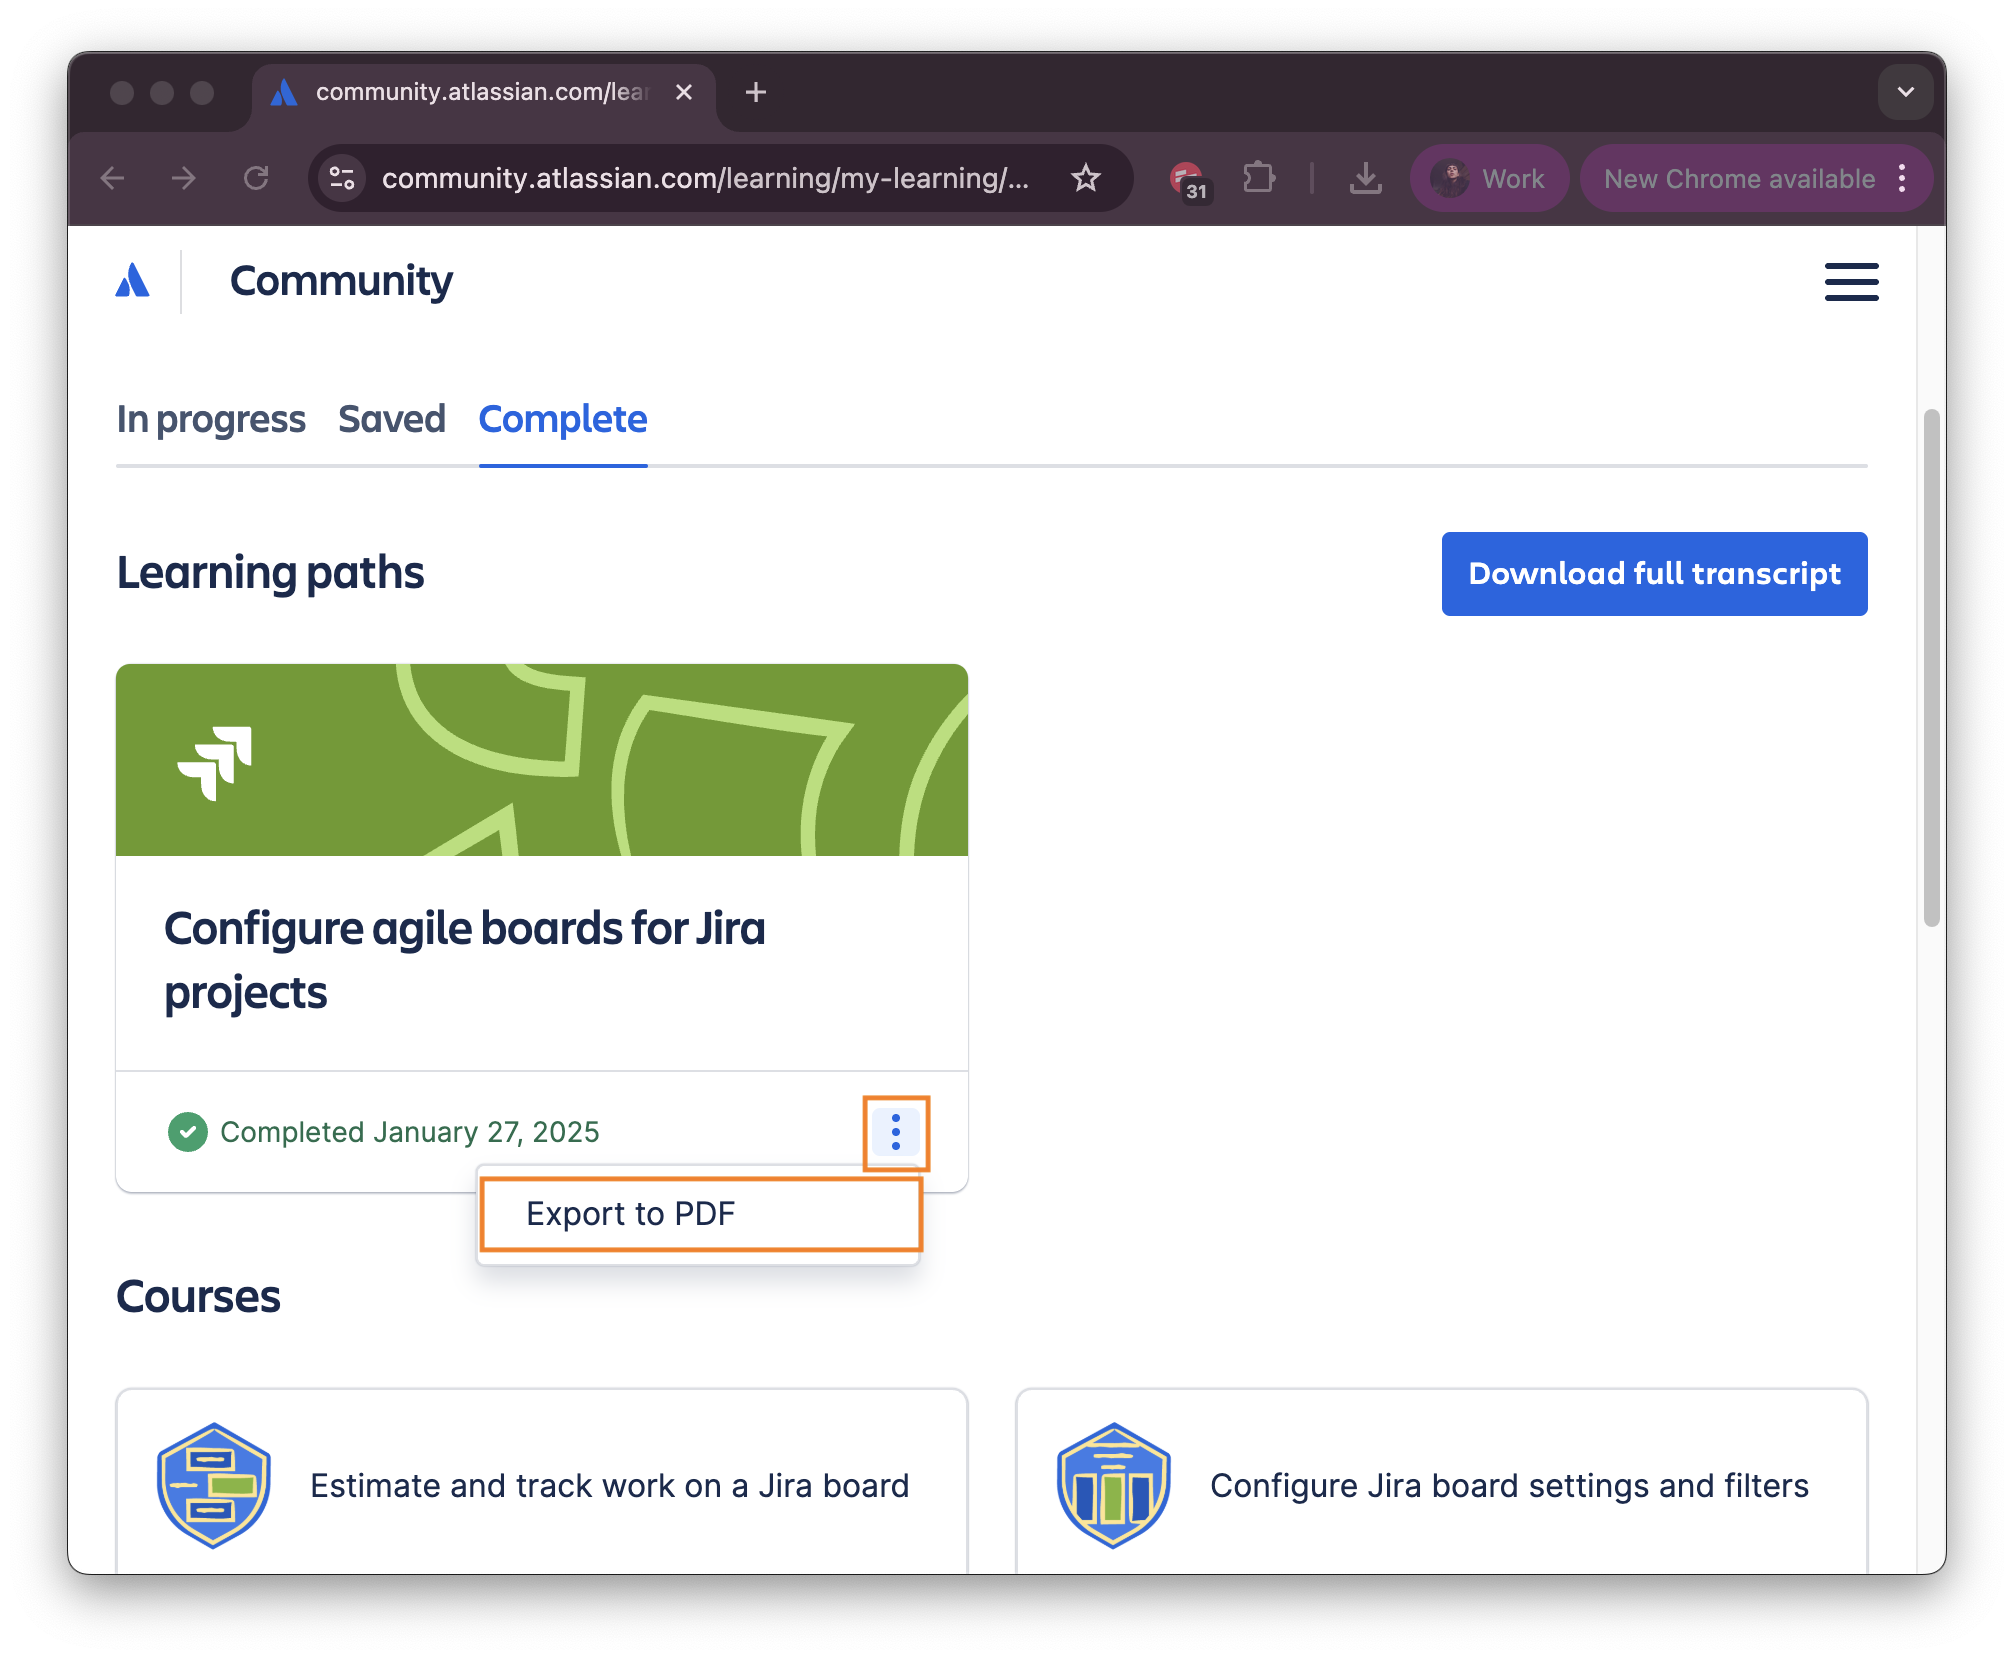 community.atlassian.com/lear
community.atlassian.com/learning/my-learning/...
31
Work
New Chrome available
Community
In progress
Saved
Complete
Learning paths
Download full transcript
Configure agile boards for Jira
projects
Completed January 27, 2025
Export to PDF
Courses
Estimate and track work on a Jira board
Configure Jira board settings and filters